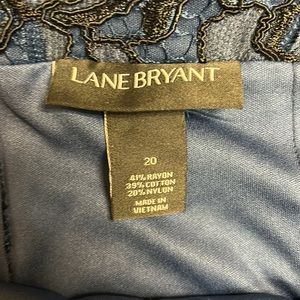 LANE BRYANT
20
41% RAYON
39% COTTON
20% NYLON
MADE IN
VIETNAM